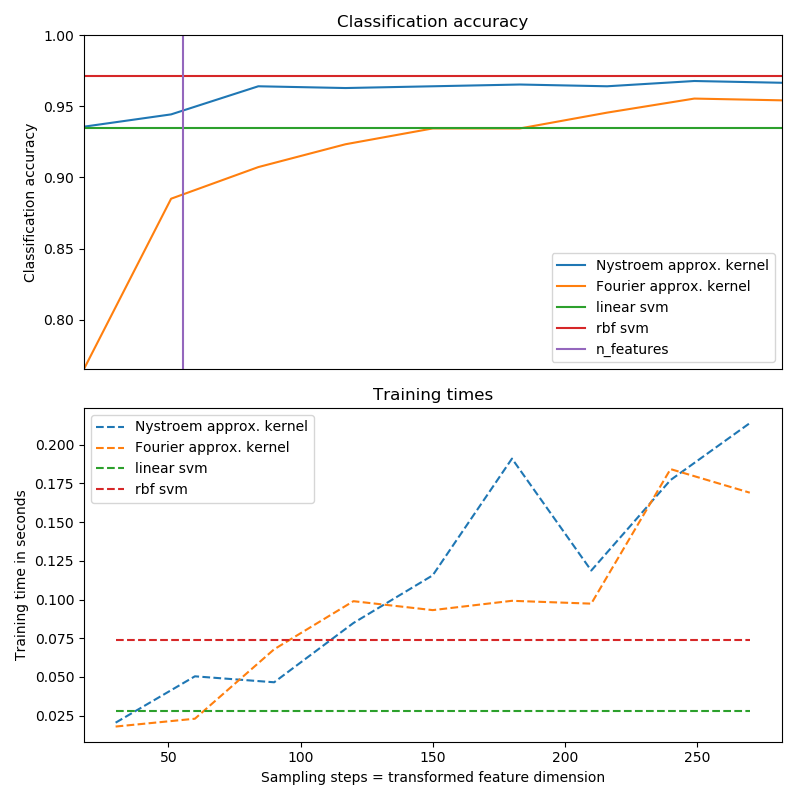 Classification accuracy
1.00
0.95
0.90
0.85
0.80
Classification accuracy
Nystroem approx. kernel
Fourier approx. kernel
linear svm
rbf svm
n_features
Training times
0.200
0.175
0.150
0.125
0.100
0.075
0.050
0.025
Training time in seconds
Nystroem approx. kernel
Fourier approx. kernel
linear svm
rbf svm
50 100 150 200 250
Sampling steps = transformed feature dimension